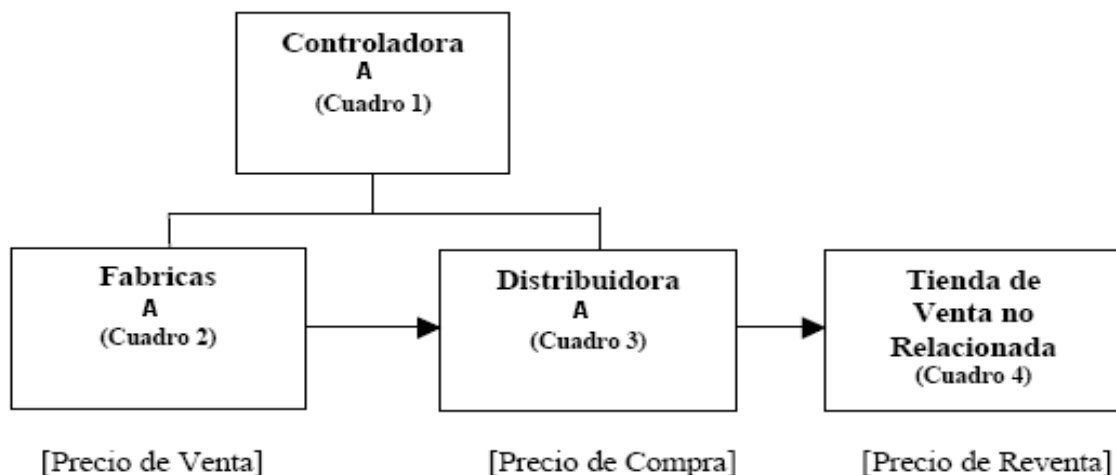 Controladora
A
(Cuadro 1)
Fabricas
A
(Cuadro 2)
Distribuidora
A
(Cuadro 3)
Tienda de
Venta no
Relacionada
(Cuadro 4)
[Precio de Venta]
[Precio de Compra]
[Precio de Reventa]